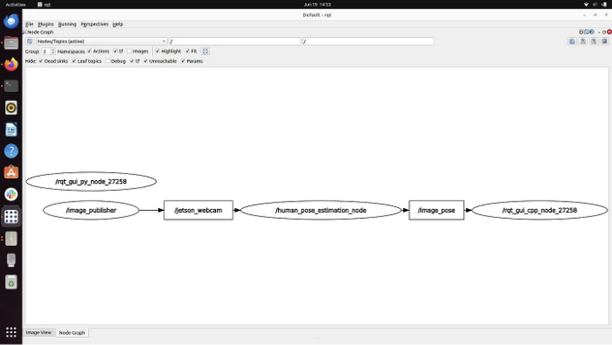 Activities
rqt
Jun 19 14:53
Default - rqt
File Plugins Running Perspectives Help
Node Graph
Nodes/Topics (active) / /
Group: 2 Namespaces Actions tf Images Highlight Fit
Hide: Dead sinks Leaf topics Debug tf Unreachable Params
/rqt_gui_py_node_27258
/image_publisher
/jetson_webcam
/human_pose_estimation_node
/image_pose
/rqt_gui_cpp_node_27258
Image View Node Graph